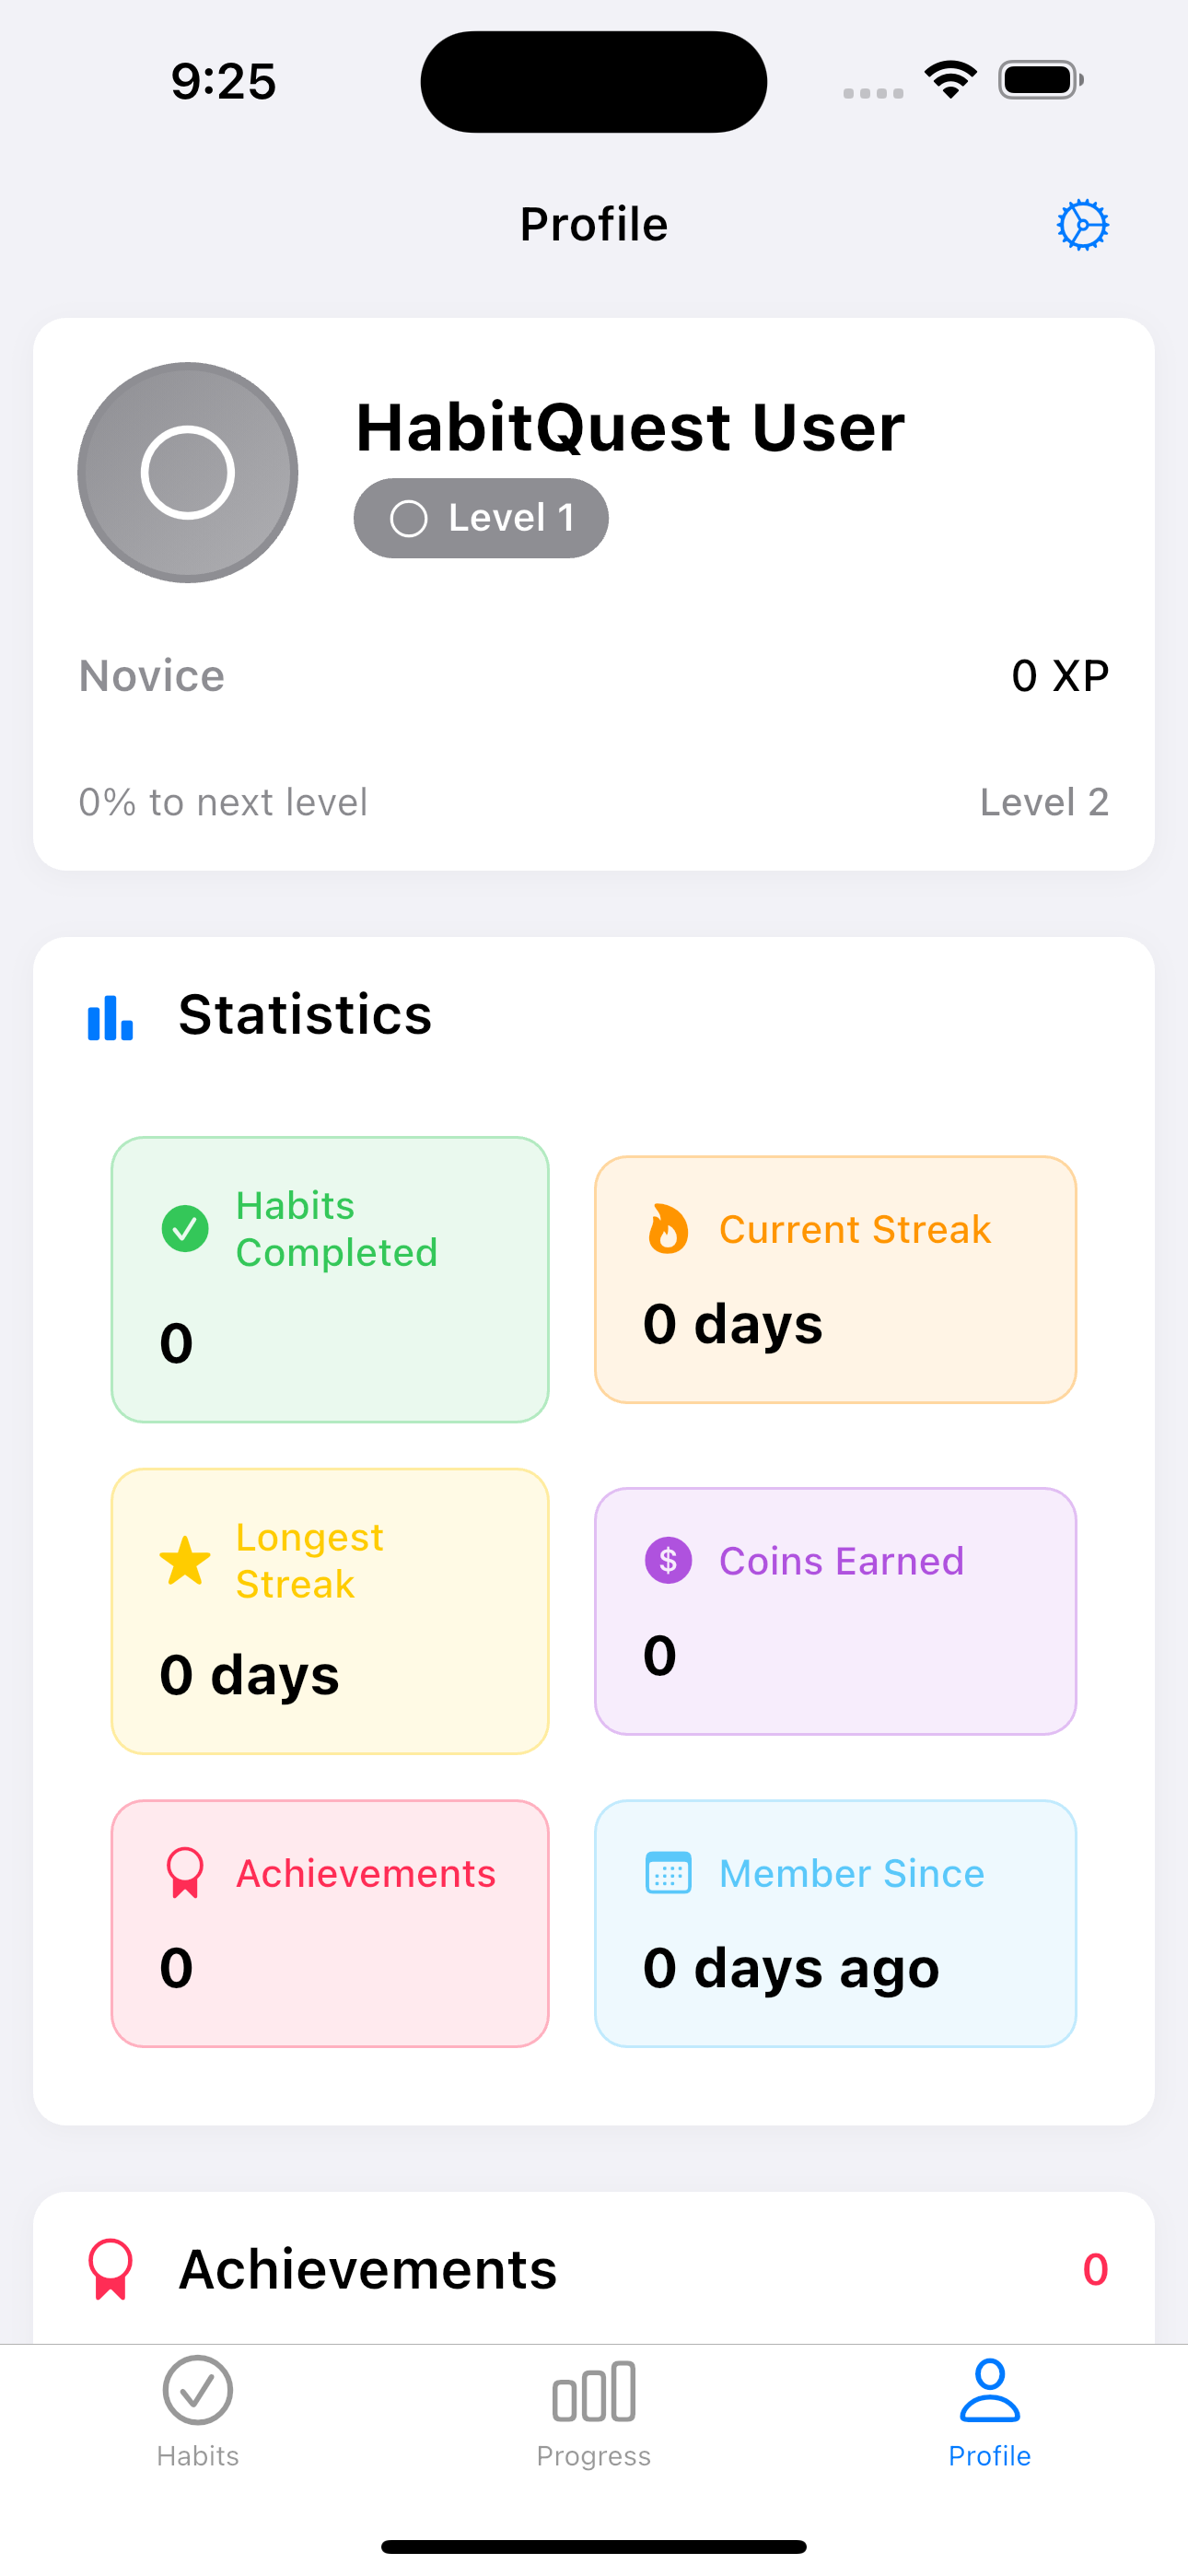 9:25
Profile
HabitQuest User
Level 1
Novice
0 XP
0% to next level
Level 2
Statistics
Habits
Completed
0
Current Streak
0 days
Longest
Streak
0 days
$
Coins Earned
0
Achievements
0
Member Since
0 days ago
Achievements
0
Habits
Progress
Profile